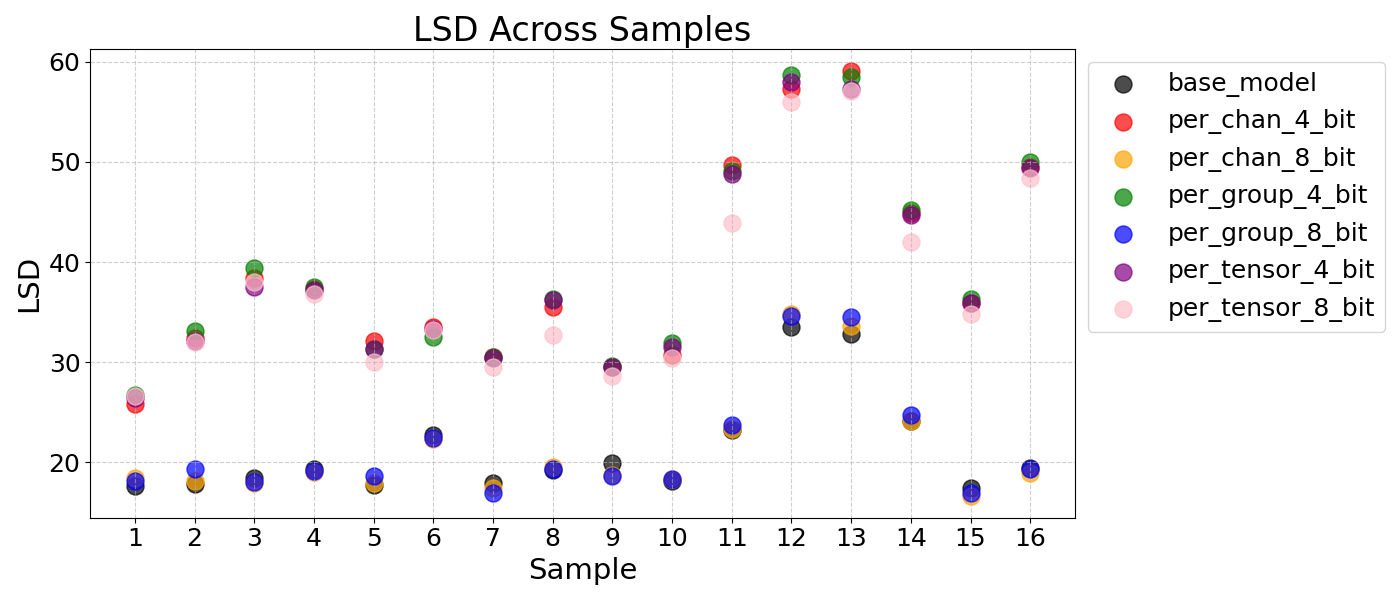 LSD Across Samples
LSD
60
50
40
30
20
1 2 3 4 5 6 7 8 9 10 11 12 13 14 15 16
Sample
base_model
per_chan_4_bit
per_chan_8_bit
per_group_4_bit
per_group_8_bit
per_tensor_4_bit
per_tensor_8_bit